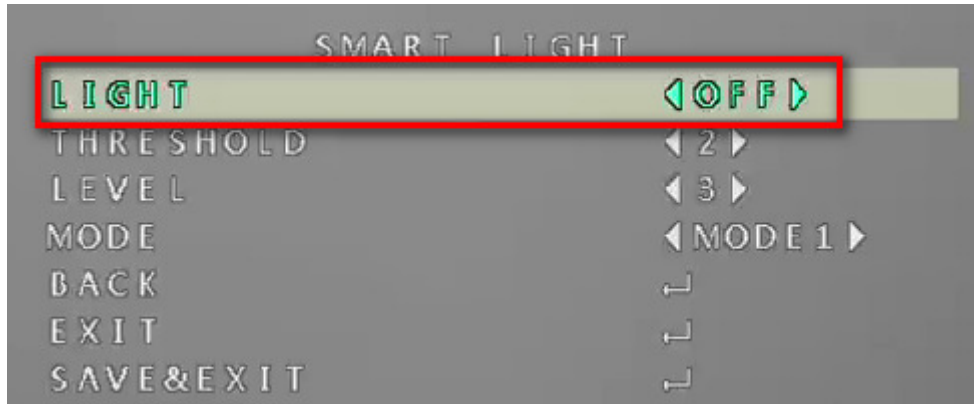 SMART LIGHT
LIGHT OFF
THRESHOLD 2
LEVEL 3
MODE MODE1
BACK
EXIT
SAVE&EXIT